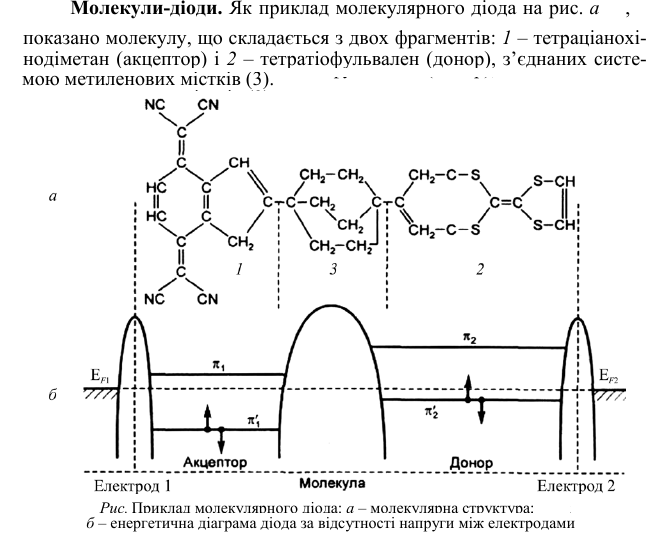 Молекули-діоди. Як приклад молекулярного діода на рис. а ,
показано молекулу, що складається з двох фрагментів: 1 – тетраціанохі-
нодіметан (акцептор) і 2 – тетратіофульвален (донор), з’єднаних систе-
мою метиленових містків (3).
NC CN
C
C CH CH₂–CH₂ CH₂–C–S S–CH
HC C
а C–C–CH₂ C–C C=C
HC C CH₂ CH₂–C–S S–CH
C CH₂ CH₂–CH₂
C 1 3 2
NC CN
π₂
E_F1 π₁ E_F2
б π′₁ π′₂
Акцептор Молекула Донор
Електрод 1 Електрод 2
Рис. Приклад молекулярного діода: а – молекулярна структура;
б – енергетична діаграма діода за відсутності напруги між електродами